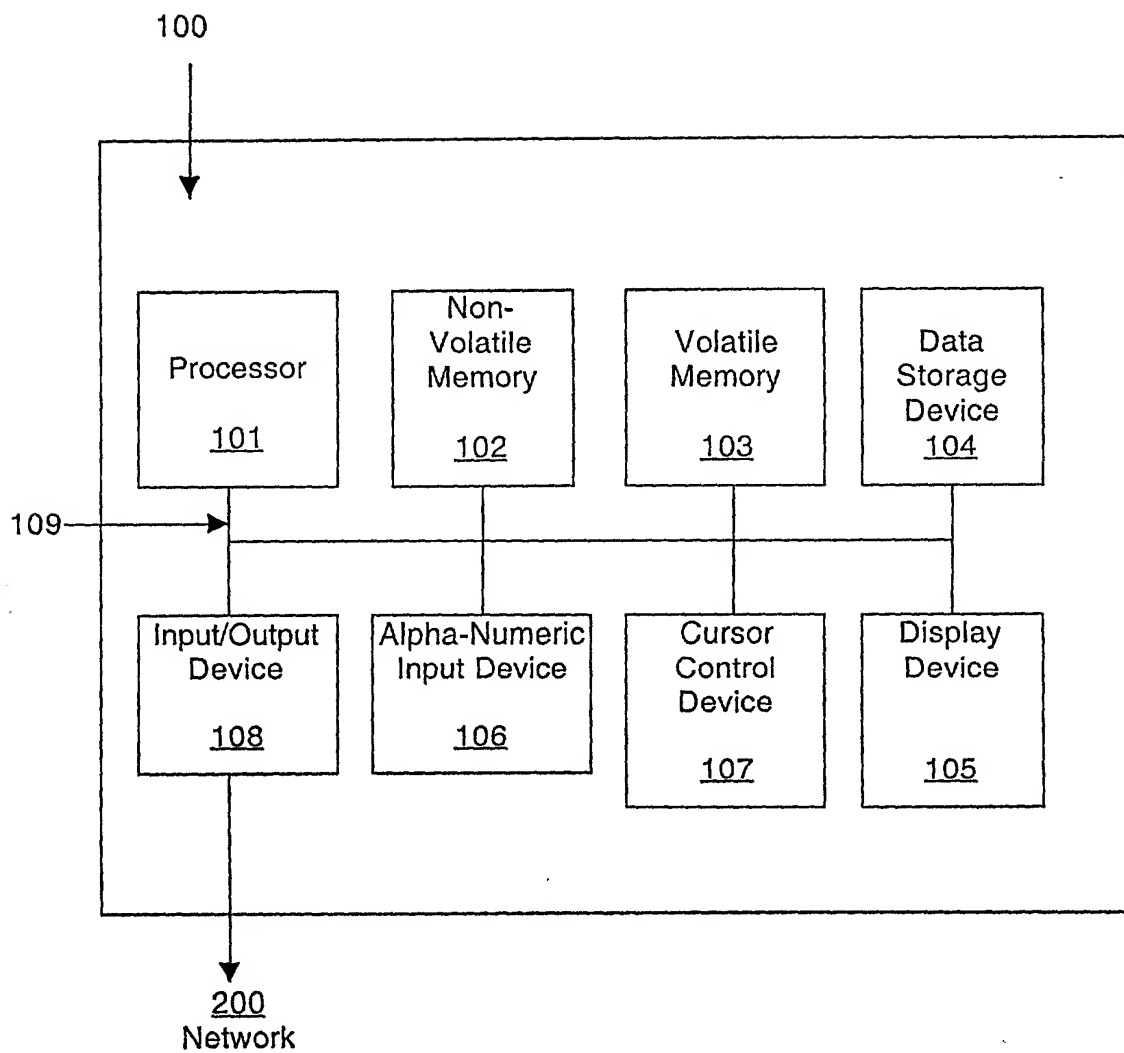 100
Processor
101
Non-
Volatile
Memory
102
Volatile
Memory
103
Data
Storage
Device
104
109
Input/Output
Device
108
Alpha-Numeric
Input Device
106
Cursor
Control
Device
107
Display
Device
105
200
Network